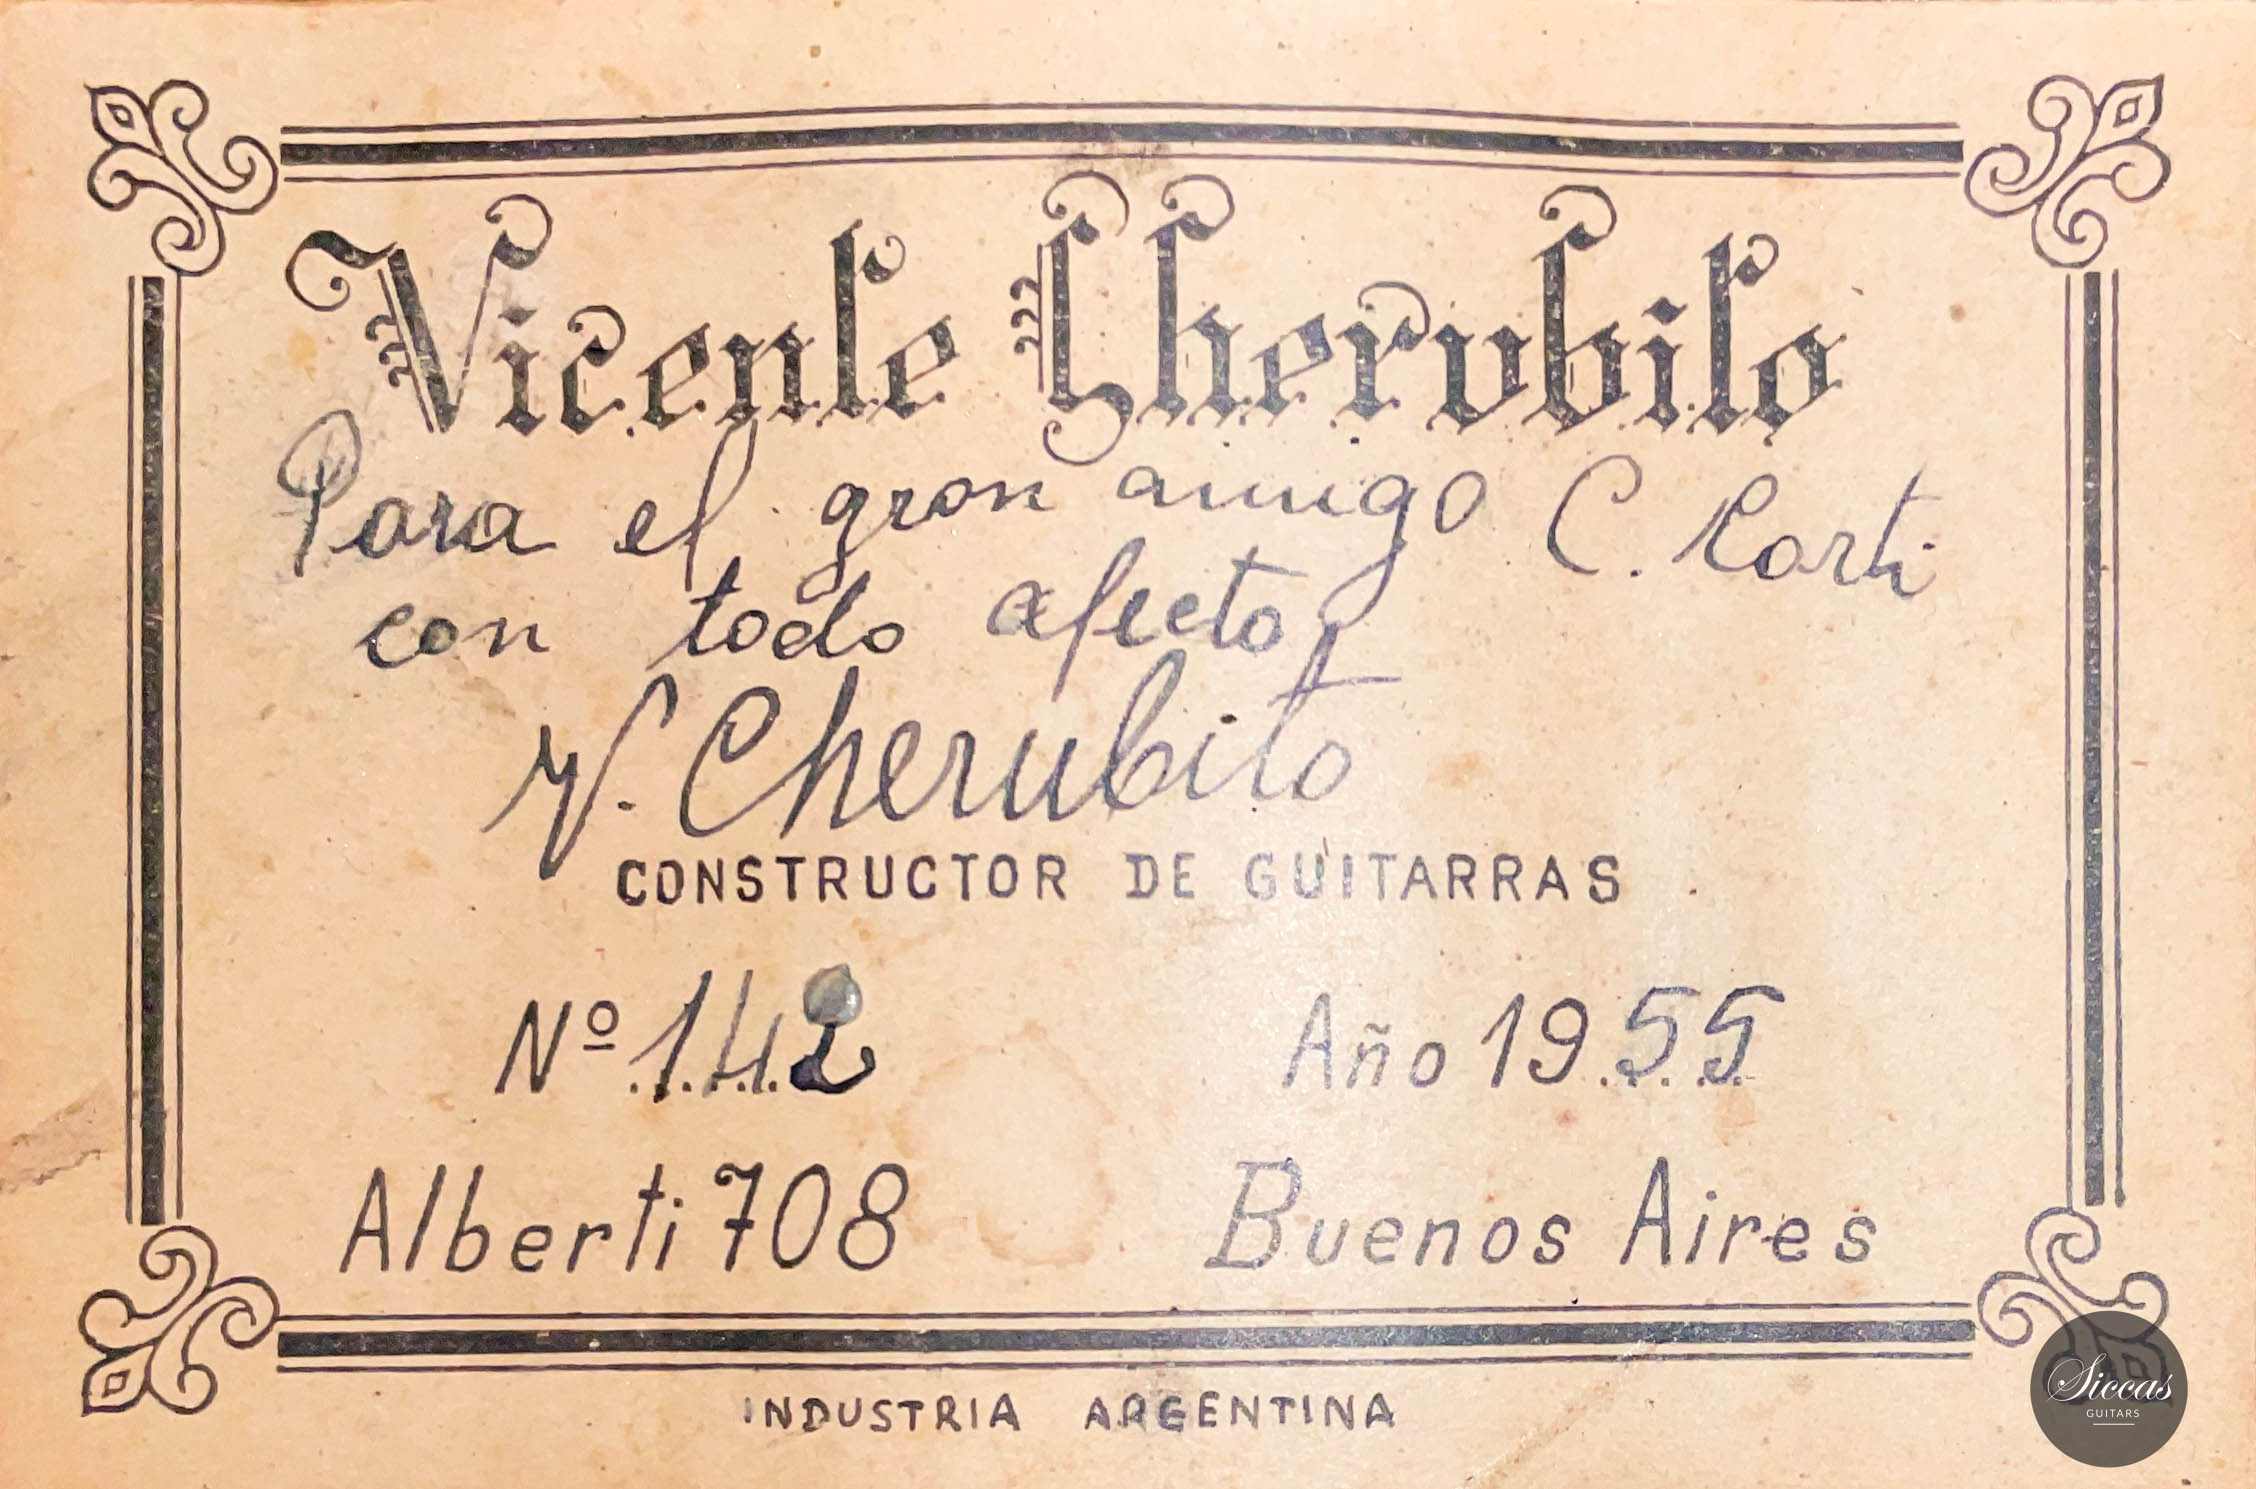 Vicente Cherubito
Para el gran amigo C. Korti
con todo afecto
V. Cherubito
CONSTRUCTOR DE GUITARRAS
Nº 142 Año 1955
Alberti 708 Buenos Aires
INDUSTRIA ARGENTINA
Siccas
GUITARS